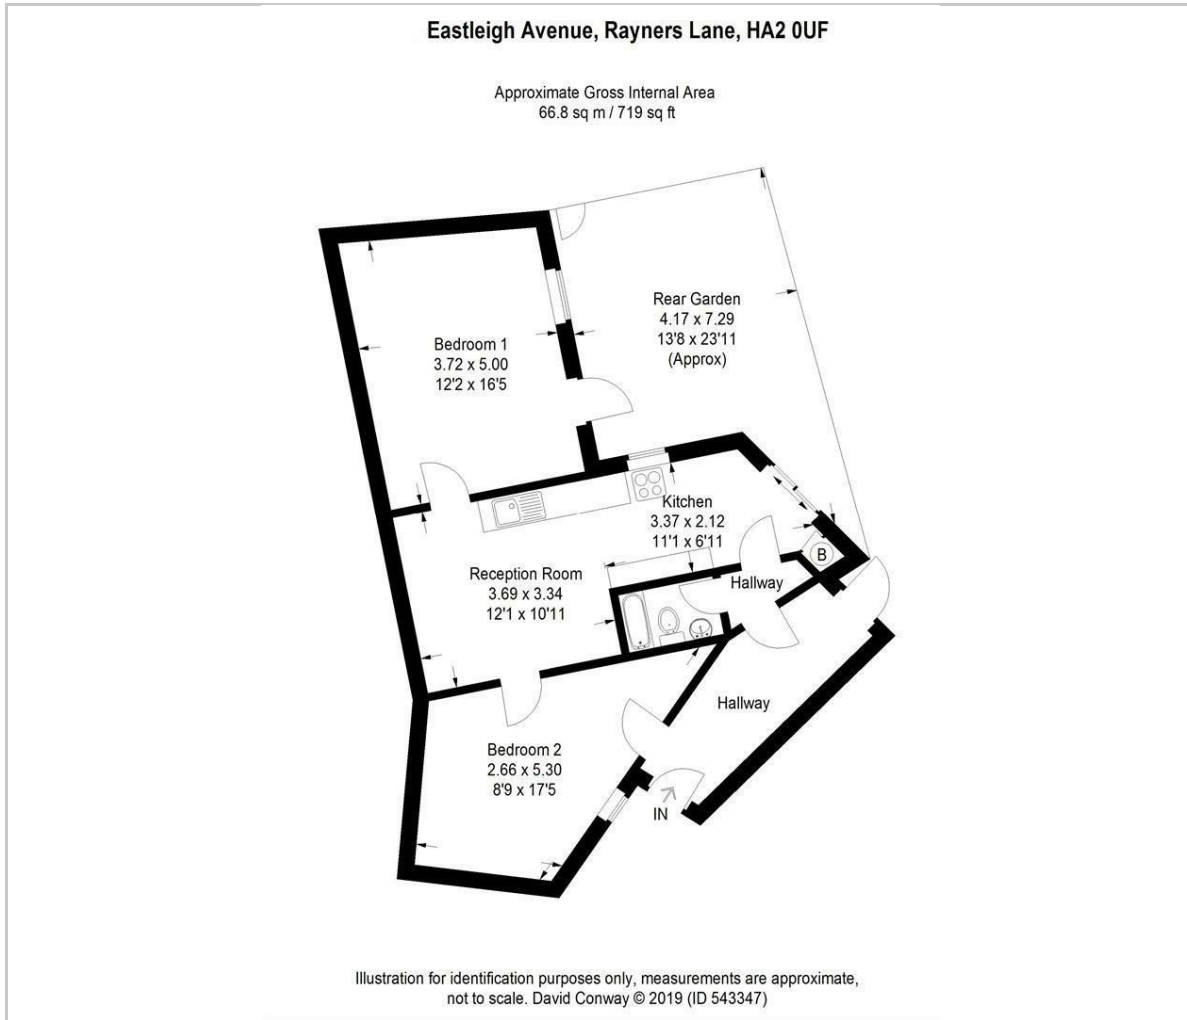 Eastleigh Avenue, Rayners Lane, HA2 0UF
Approximate Gross Internal Area
66.8 sq m / 719 sq ft
Rear Garden
4.17 x 7.29
13'8 x 23'11
(Approx)
Bedroom 1
3.72 x 5.00
12'2 x 16'5
Kitchen
3.37 x 2.12
11'1 x 6'11
B
Reception Room
3.69 x 3.34
12'1 x 10'11
Hallway
Hallway
Bedroom 2
2.66 x 5.30
8'9 x 17'5
IN
Illustration for identification purposes only, measurements are approximate,
not to scale. David Conway © 2019 (ID 543347)